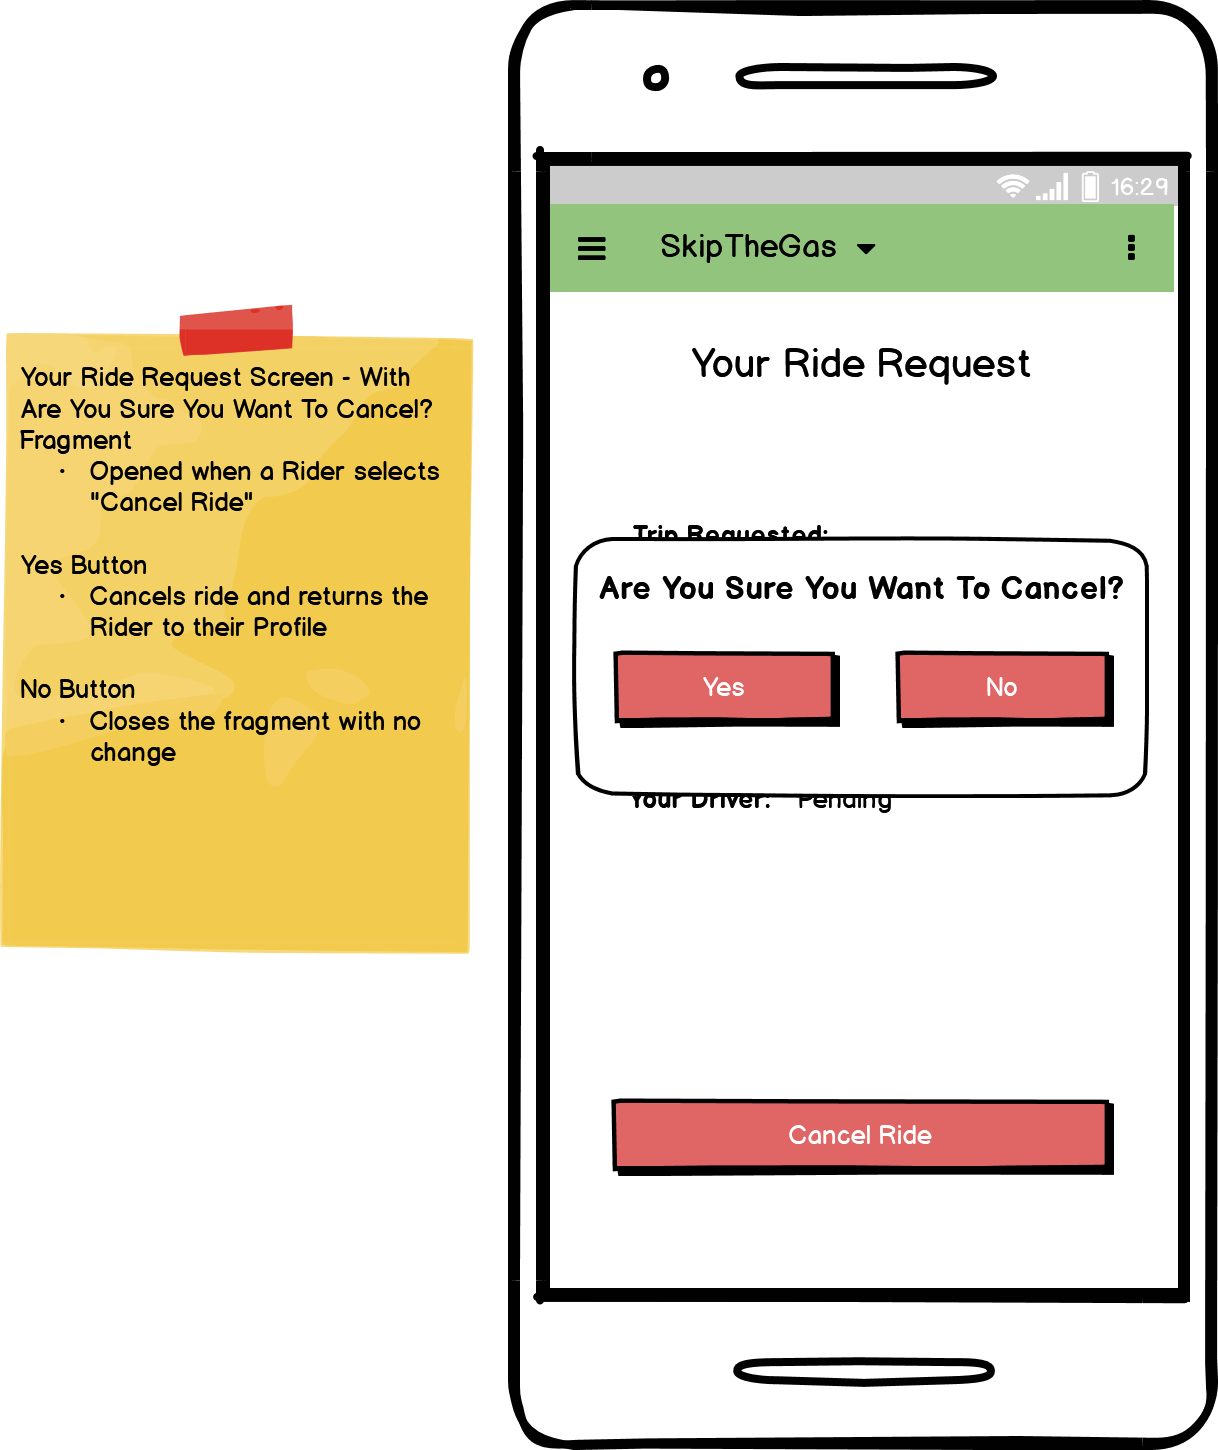 Your Ride Request Screen - With
Are You Sure You Want To Cancel?
Fragment
• Opened when a Rider selects
"Cancel Ride"
Yes Button
• Cancels ride and returns the
Rider to their Profile
No Button
• Closes the fragment with no
change
16:29
SkipTheGas
Your Ride Request
Trip Requested:
Are You Sure You Want To Cancel?
Yes
No
Your Driver: Pending
Cancel Ride